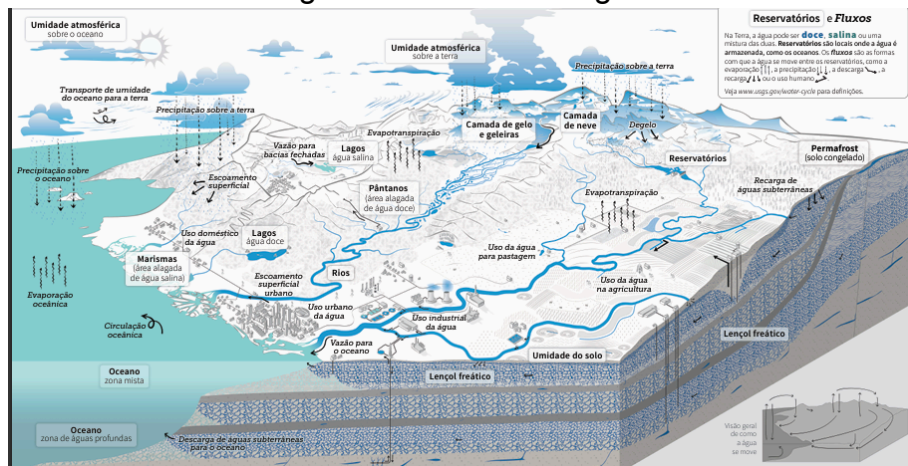 Umidade atmosférica
sobre o oceano
Umidade atmosférica
sobre a terra
Reservatórios e Fluxos
Na Terra, a água pode ser doce, salina ou uma
mistura das duas. Reservatórios são locais onde a água é
armazenada, como os oceanos. Os fluxos são as formas
com que a água se move entre os reservatórios, como a
evaporação, a precipitação, a descarga, a
recarga ou o uso humano
Veja www.usgs.gov/water-cycle para definições.
Transporte de umidade
do oceano para a terra
Precipitação sobre a terra
Precipitação sobre a terra
Precipitação sobre
o oceano
Vazão para
bacias fechadas
Evapotranspiração
Lagos
água salina
Camada de gelo
e geleiras
Camada
de neve
Degelo
Reservatórios
Permafrost
(solo congelado)
Escoamento
superficial
Pântanos
(área alagada
de água doce)
Evapotranspiração
Recarga de
águas subterrâneas
Uso doméstico
da água
Lagos
água doce
Marismas
(área alagada
de água salina)
Uso da água
para pastagem
Rios
Escoamento
superficial
urbano
Uso da água
na agricultura
Evaporação
oceânica
Uso urbano
da água
Uso industrial
da água
Circulação
oceânica
Vazão para
o oceano
Umidade do solo
Lençol freático
Lençol freático
Oceano
zona mista
Oceano
zona de águas profundas
Descarga de águas subterrâneas
para o oceano
Visão geral
de como
a água
se move